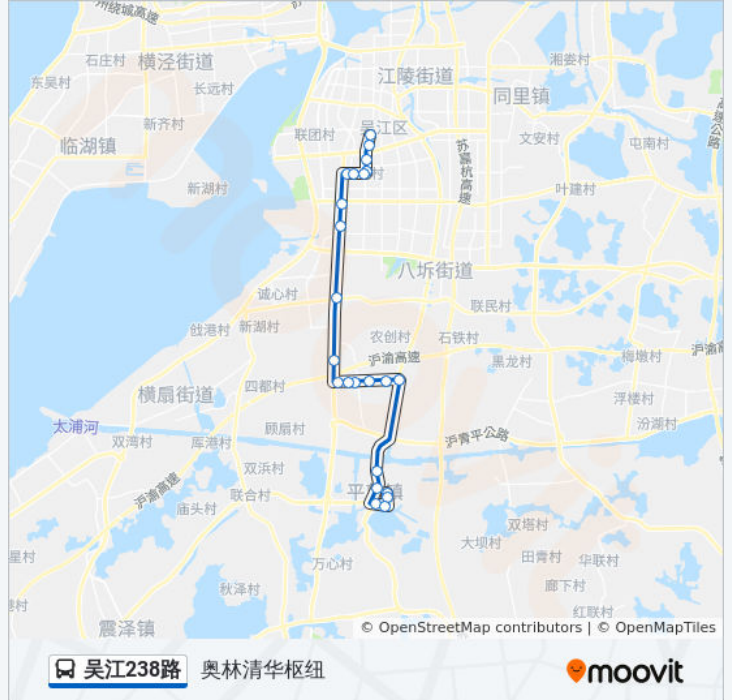 州绕城高速
石庄村
横泾街道
江陵街道
湘娄村
东吴村
长远村
同里镇
新齐村
联团村
吴江区
文安村
屯南村
临湖镇
村
苏嘉杭高速
新湖村
叶建村
八坼街道
诚心村
联民村
戗港村
新湖村
农创村
石铁村
沪渝高速
黑龙村
梅墩村
横扇街道
四都村
浮楼村
太浦河
顾扇村
汾湖村
双湾村
厍港村
沪青平公路
双浜村
沪渝高速
联合村
平
镇
庙头村
双塔村
大坝村
星村
万心村
田青村
华联村
秋泽村
廊下村
港村
红联村
震泽镇
© OpenStreetMap contributors | © OpenMapTiles
吴江238路
奥林清华枢纽
moovit